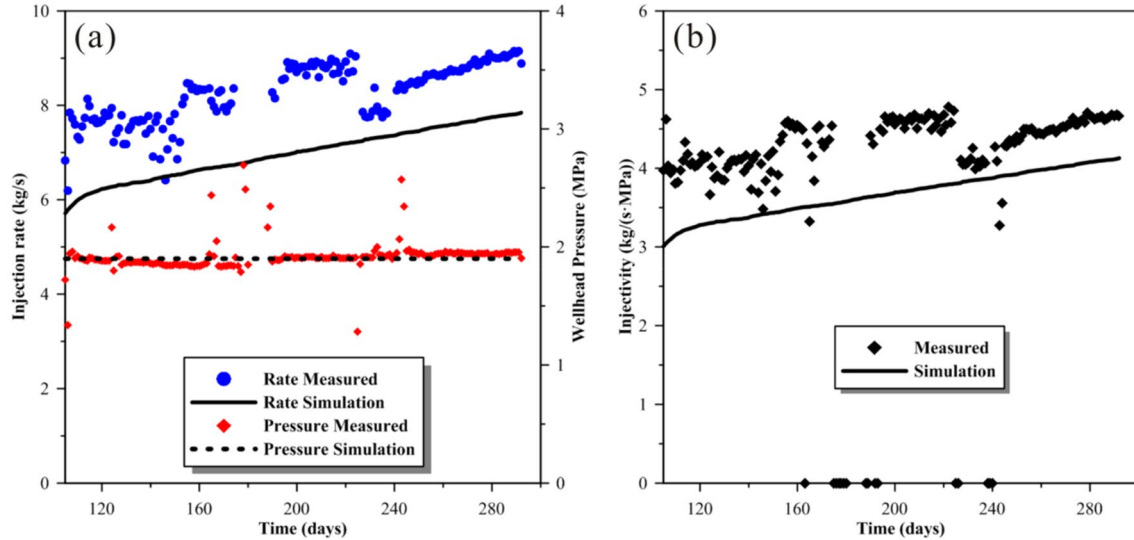 (a)
10
8
6
4
2
0
Injection rate (kg/s)
4
3
2
1
0
Wellhead Pressure (MPa)
Rate Measured
Rate Simulation
Pressure Measured
Pressure Simulation
120 160 200 240 280
Time (days)
(b)
6
5
4
3
2
1
0
Injectivity (kg/(s·MPa))
Measured
Simulation
120 160 200 240 280
Time (days)